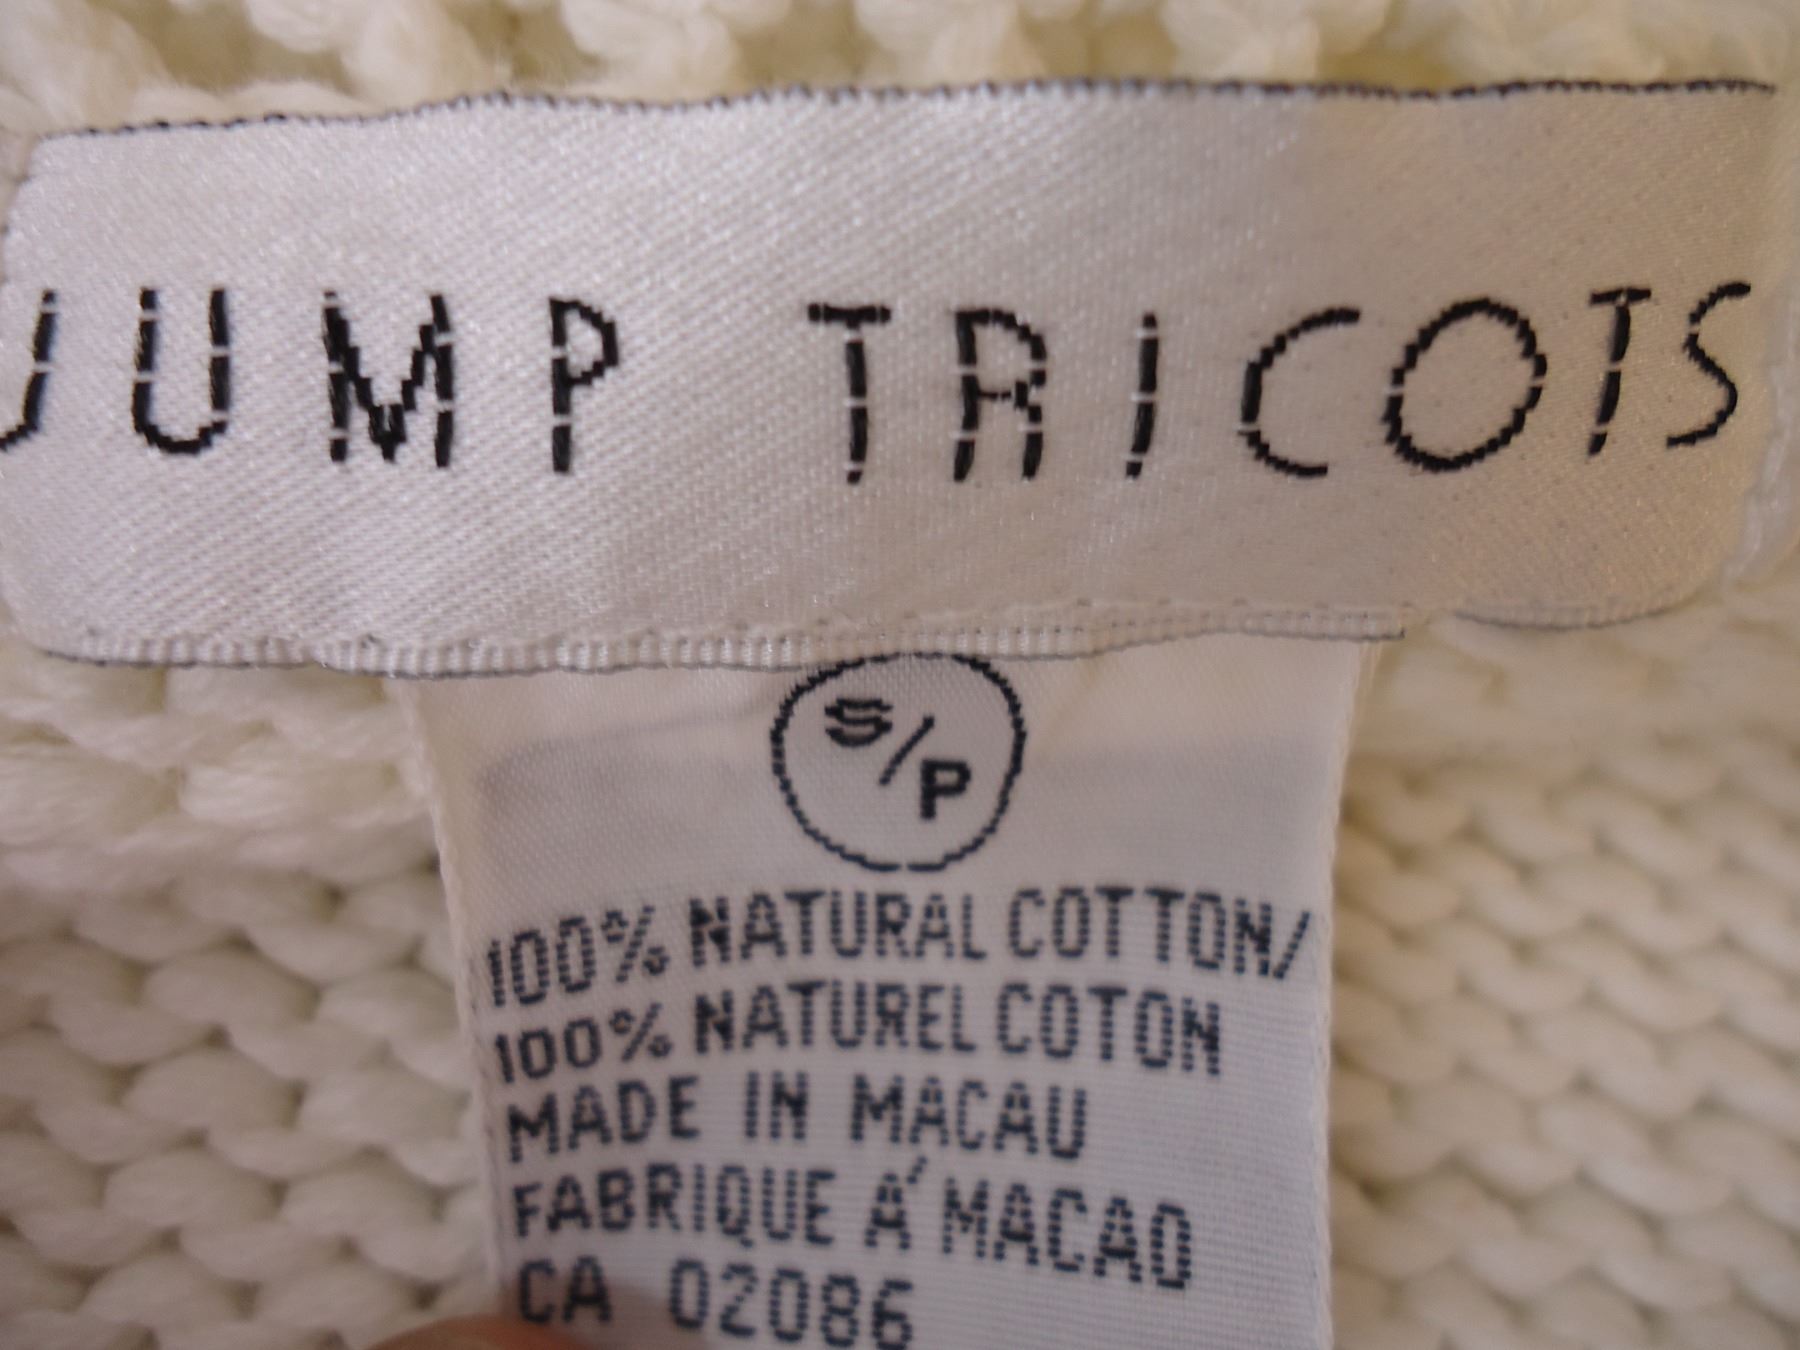 JUMP TRICOTS
S/P
100% NATURAL COTTON/
100% NATUREL COTON
MADE IN MACAU
FABRIQUE Á MACAO
CA 02086